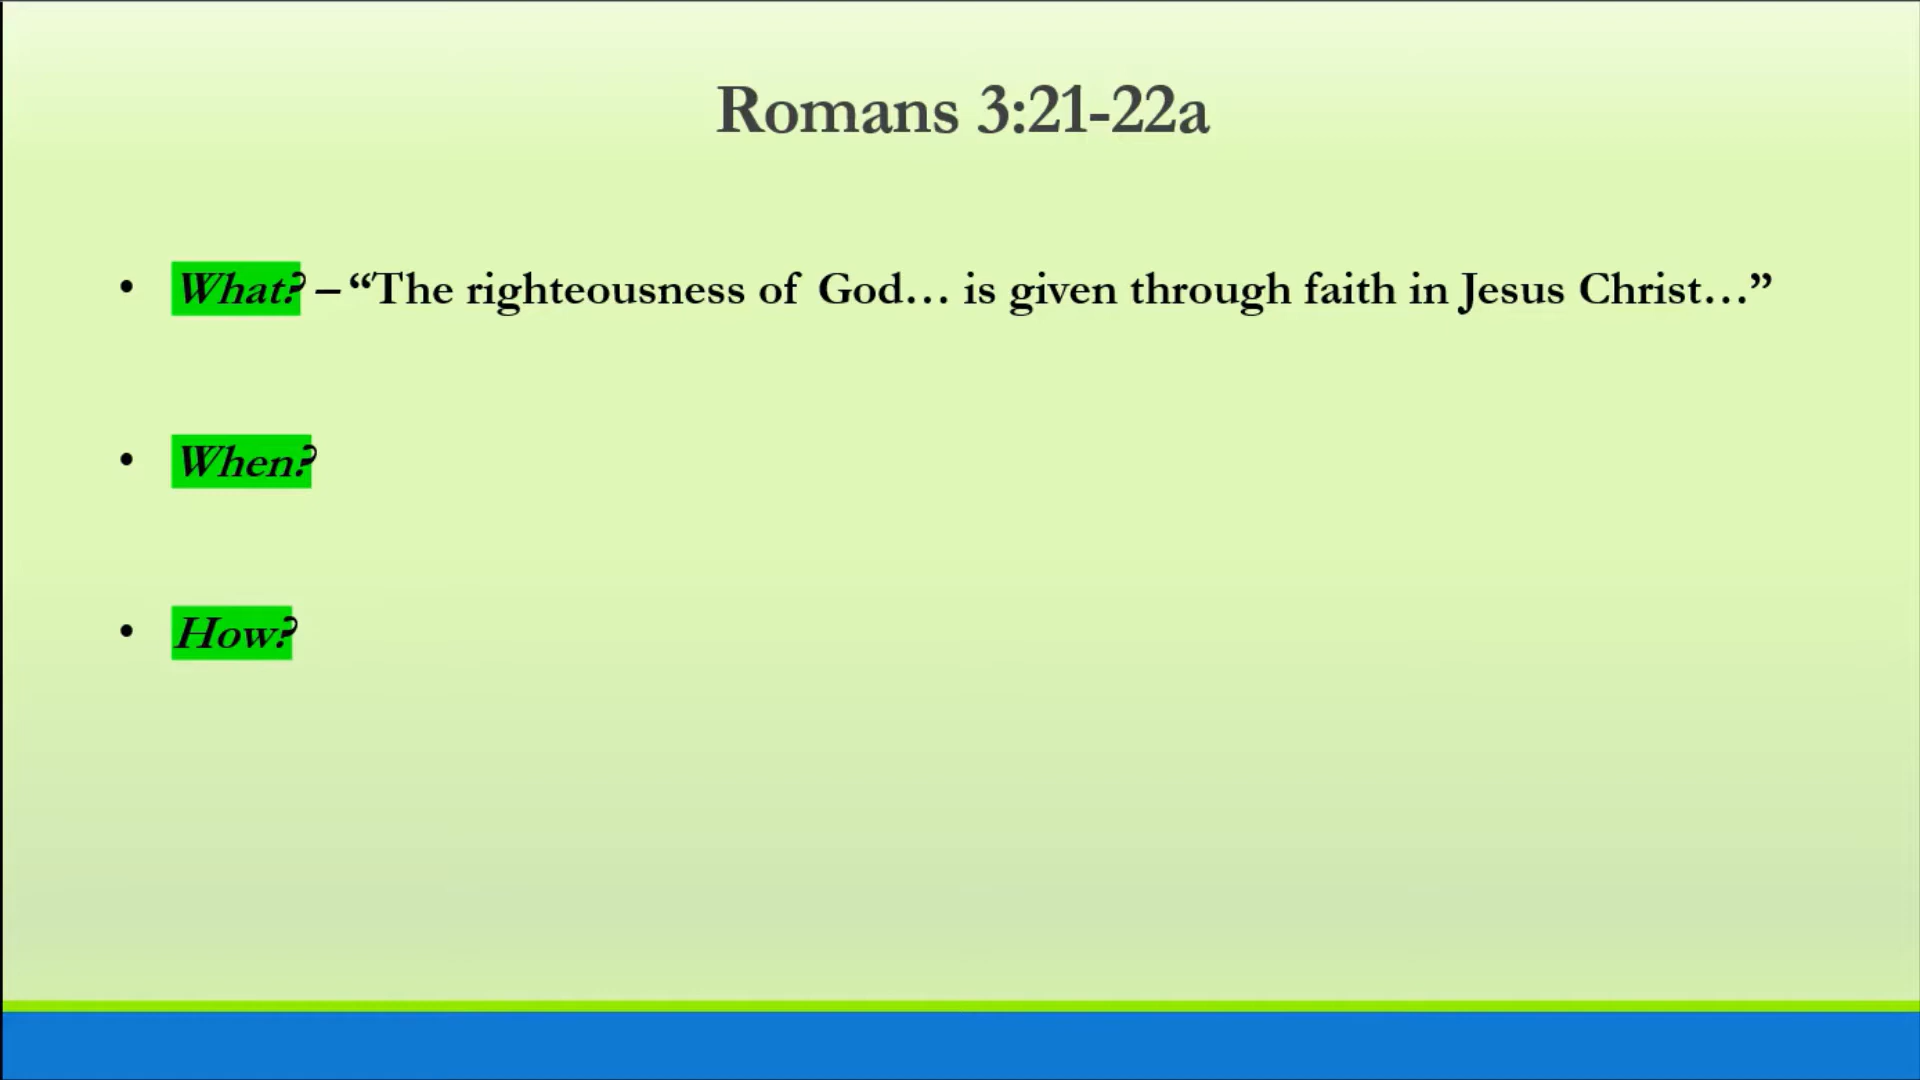 Romans 3:21-22a
• What? – “The righteousness of God… is given through faith in Jesus Christ…”
• When?
• How?